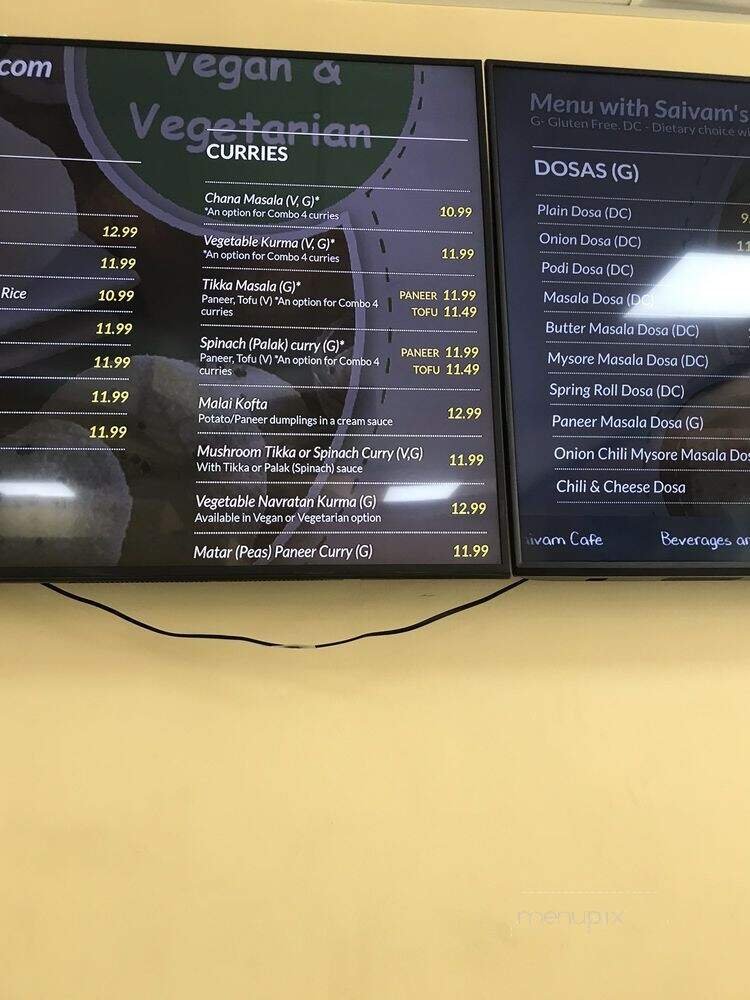 com
12.99
11.99
Rice 10.99
11.99
11.99
11.99
11.99
Vegan &
Vegetarian
CURRIES
Chana Masala (V, G)*
*An option for Combo 4 curries 10.99
Vegetable Kurma (V, G)*
*An option for Combo 4 curries 11.99
Tikka Masala (G)*
Paneer, Tofu (V) *An option for Combo 4 PANEER 11.99
curries TOFU 11.49
Spinach (Palak) curry (G)*
Paneer, Tofu (V) *An option for Combo 4 PANEER 11.99
curries TOFU 11.49
Malai Kofta
Potato/Paneer dumplings in a cream sauce 12.99
Mushroom Tikka or Spinach Curry (V,G)
With Tikka or Palak (Spinach) sauce 11.99
Vegetable Navratan Kurma (G)
Available in Vegan or Vegetarian option 12.99
Matar (Peas) Paneer Curry (G) 11.99
Menu with Saivam's
G- Gluten Free. DC - Dietary choice
DOSAS (G)
Plain Dosa (DC) 9
Onion Dosa (DC) 11
Podi Dosa (DC)
Masala Dosa (DC)
Butter Masala Dosa (DC)
Mysore Masala Dosa (DC)
Spring Roll Dosa (DC)
Paneer Masala Dosa (G)
Onion Chili Mysore Masala Dos
Chili & Cheese Dosa
ivam Cafe Beverages an
menupix